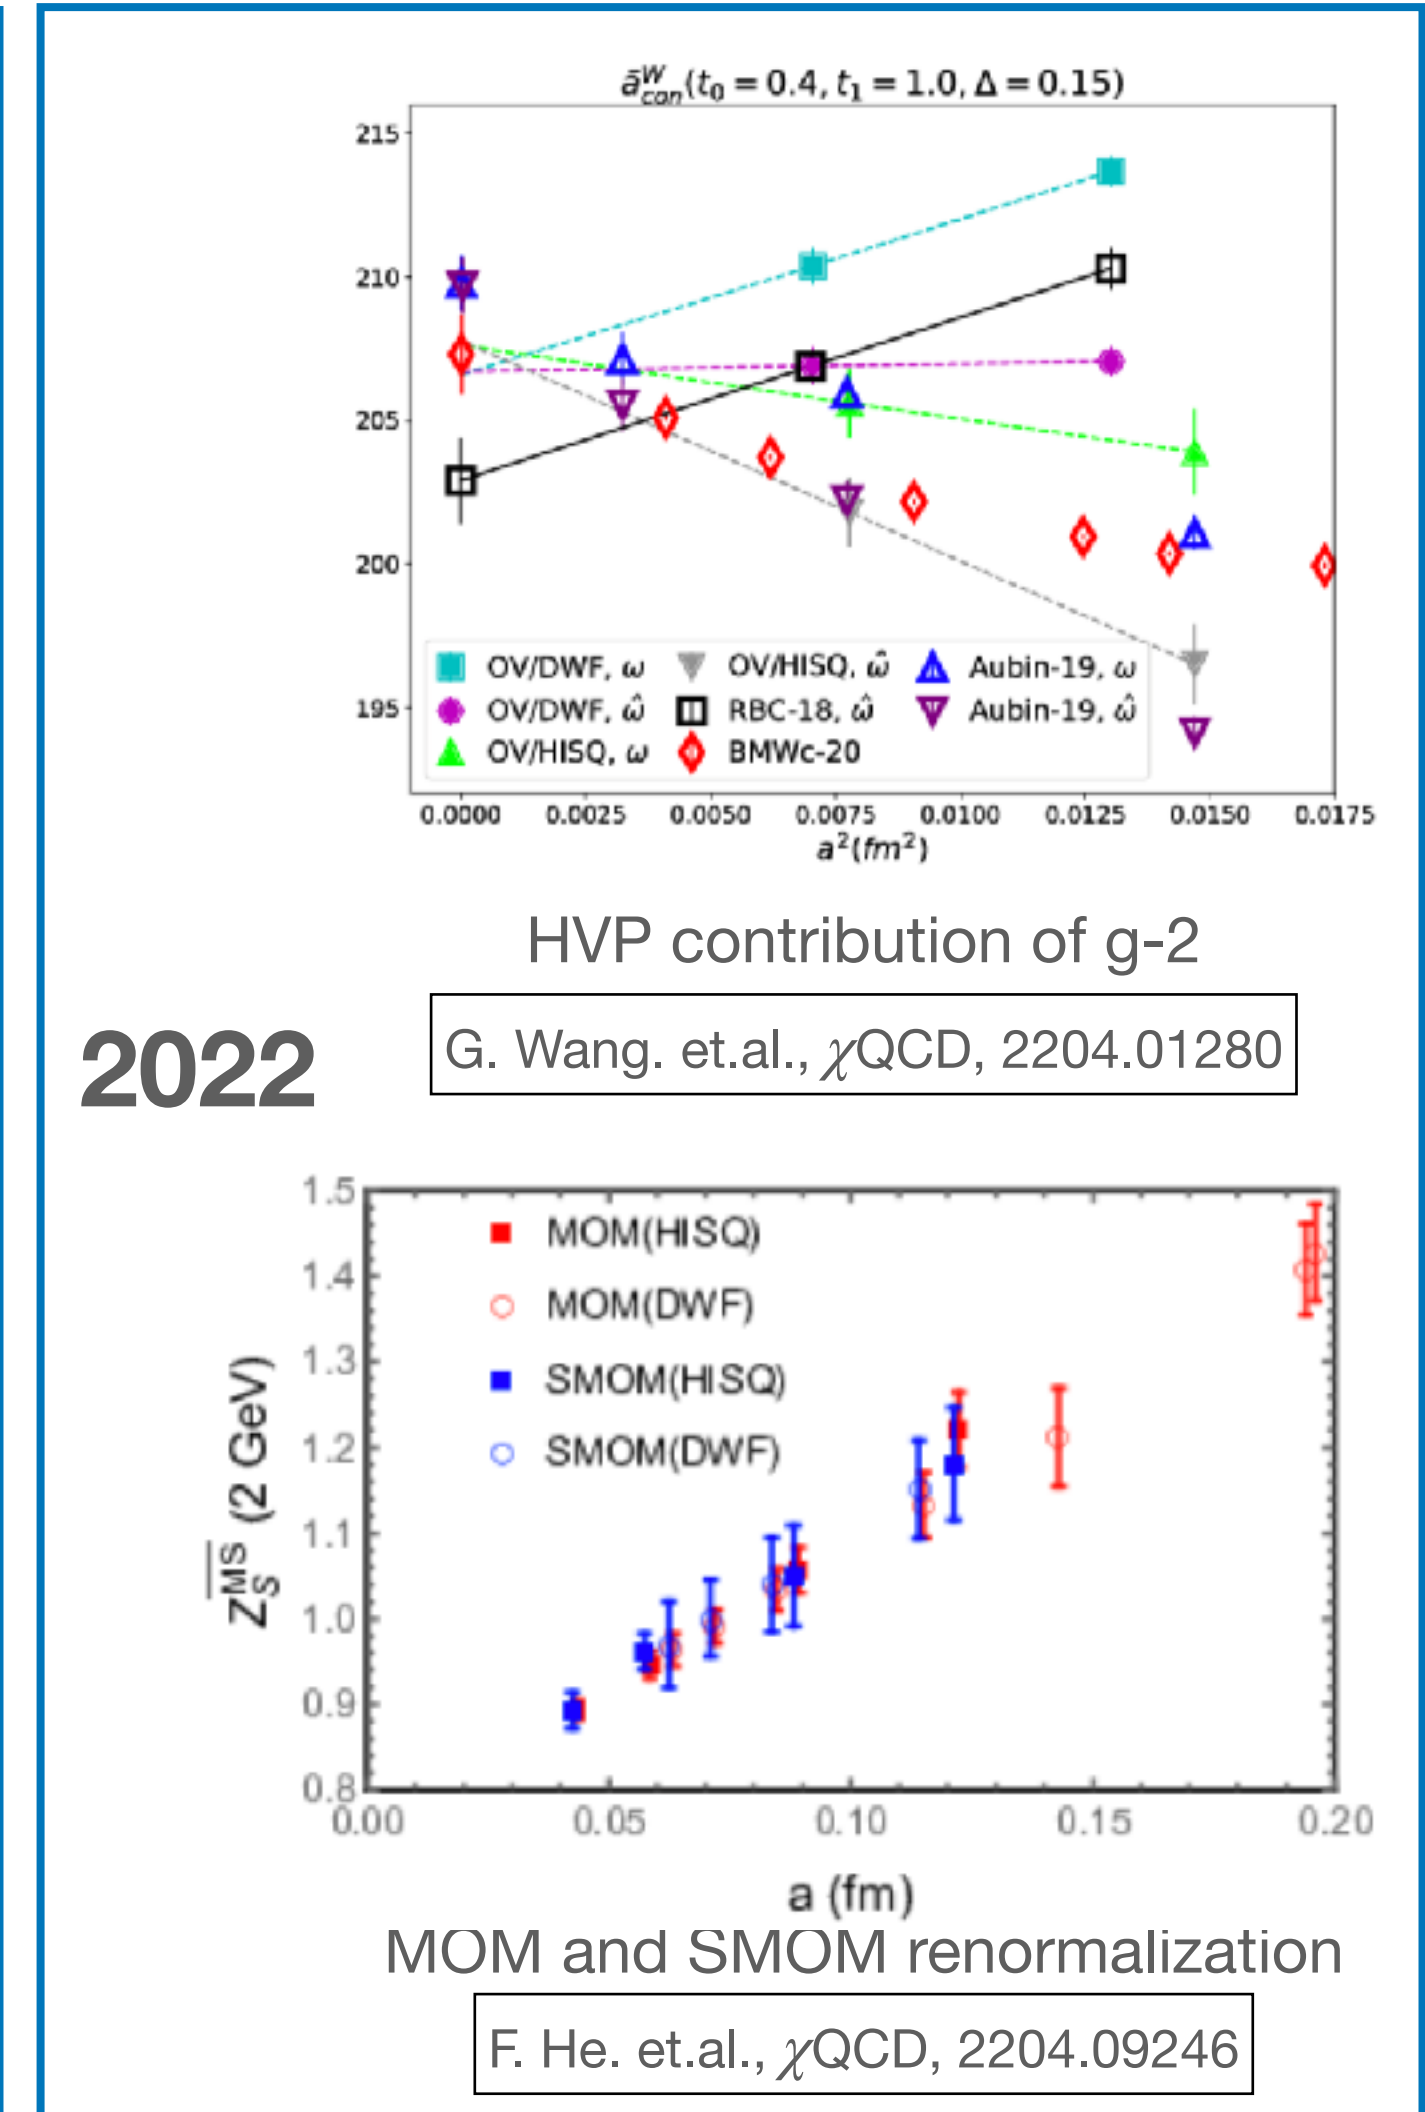 ā^W_con(t₀ = 0.4, t₁ = 1.0, Δ = 0.15)
215
210
205
200
195
OV/DWF, ω
OV/DWF, ω̂
OV/HISQ, ω
OV/HISQ, ω̂
RBC-18, ω̂
BMWc-20
Aubin-19, ω
Aubin-19, ω̂
0.0000 0.0025 0.0050 0.0075 0.0100 0.0125 0.0150 0.0175
a²(fm²)
HVP contribution of g-2
2022
G. Wang. et.al., χQCD, 2204.01280
1.5
1.4
1.3
1.2
1.1
1.0
0.9
0.8
Z_S^{\overline{MS}} (2 GeV)
MOM(HISQ)
MOM(DWF)
SMOM(HISQ)
SMOM(DWF)
0.00 0.05 0.10 0.15 0.20
a (fm)
MOM and SMOM renormalization
F. He. et.al., χQCD, 2204.09246